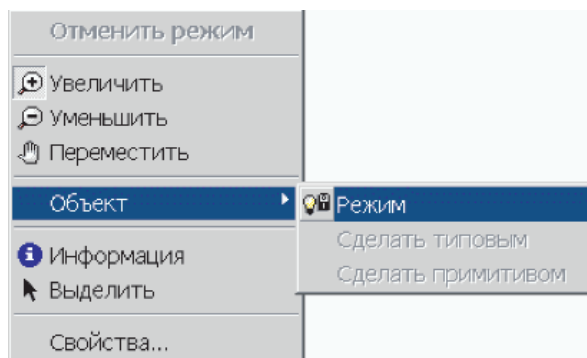 Отменить режим
Увеличить
Уменьшить
Переместить
Объект
Режим
Сделать типовым
Сделать примитивом
Информация
Выделить
Свойства...